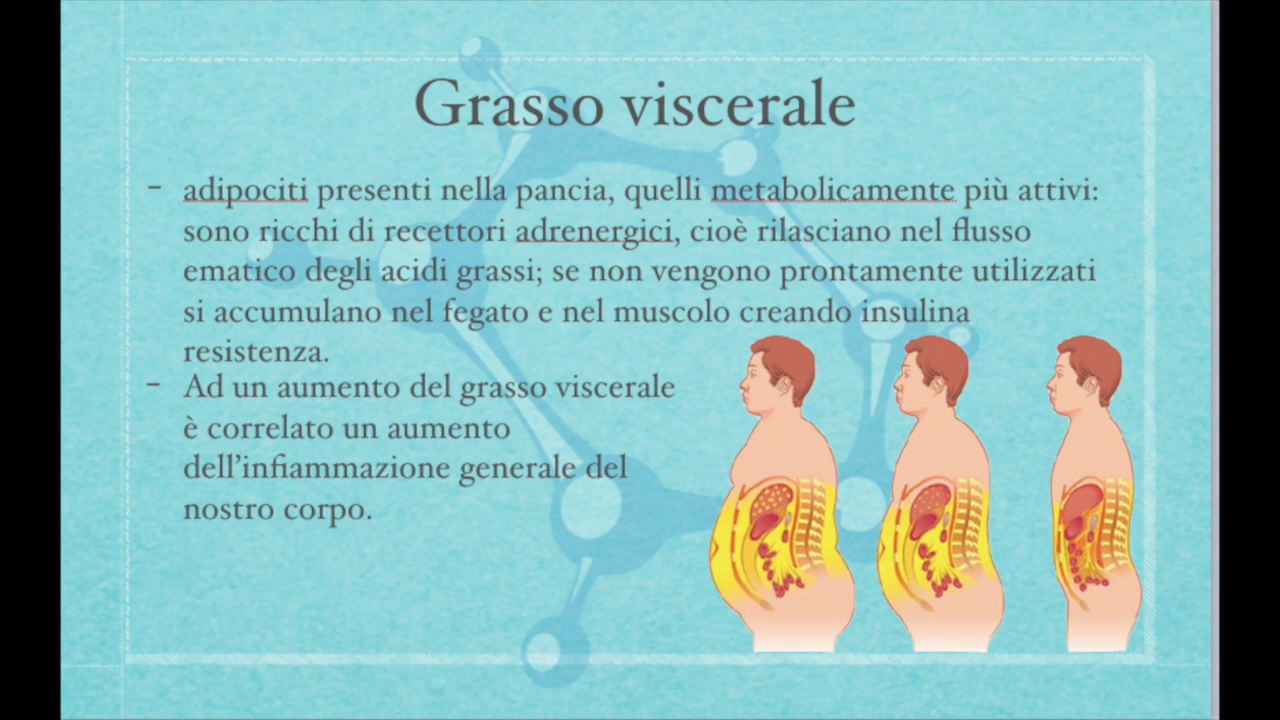 Grasso viscerale
– adipociti presenti nella pancia, quelli metabolicamente più attivi:
sono ricchi di recettori adrenergici, cioè rilasciano nel flusso
ematico degli acidi grassi; se non vengono prontamente utilizzati
si accumulano nel fegato e nel muscolo creando insulina
resistenza.
– Ad un aumento del grasso viscerale
è correlato un aumento
dell’infiammazione generale del
nostro corpo.